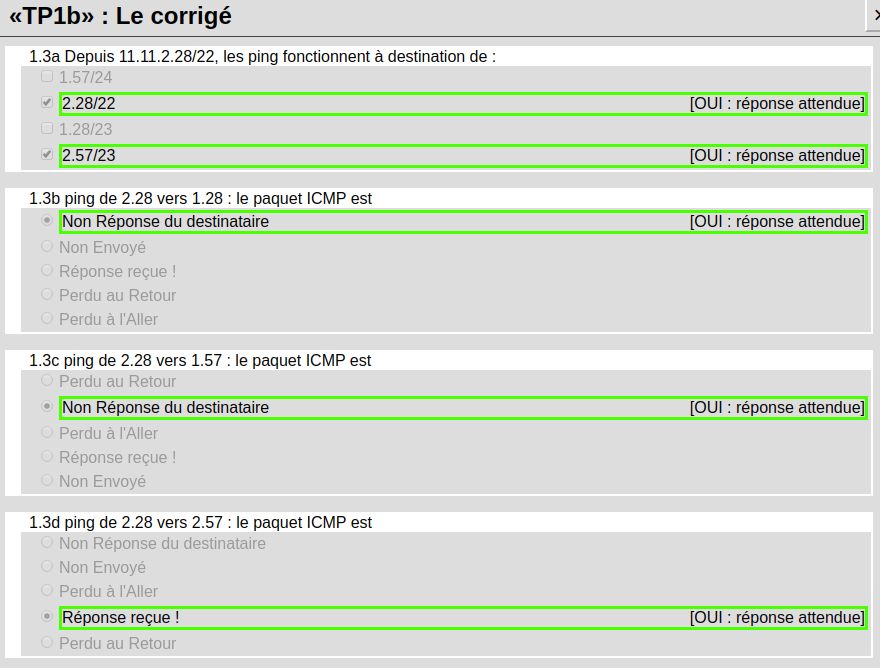 «TP1b» : Le corrigé
1.3a Depuis 11.11.2.28/22, les ping fonctionnent à destination de :
1.57/24
2.28/22 [OUI : réponse attendue]
1.28/23
2.57/23 [OUI : réponse attendue]
1.3b ping de 2.28 vers 1.28 : le paquet ICMP est
Non Réponse du destinataire [OUI : réponse attendue]
Non Envoyé
Réponse reçue !
Perdu au Retour
Perdu à l'Aller
1.3c ping de 2.28 vers 1.57 : le paquet ICMP est
Perdu au Retour
Non Réponse du destinataire [OUI : réponse attendue]
Perdu à l'Aller
Réponse reçue !
Non Envoyé
1.3d ping de 2.28 vers 2.57 : le paquet ICMP est
Non Réponse du destinataire
Non Envoyé
Perdu à l'Aller
Réponse reçue ! [OUI : réponse attendue]
Perdu au Retour